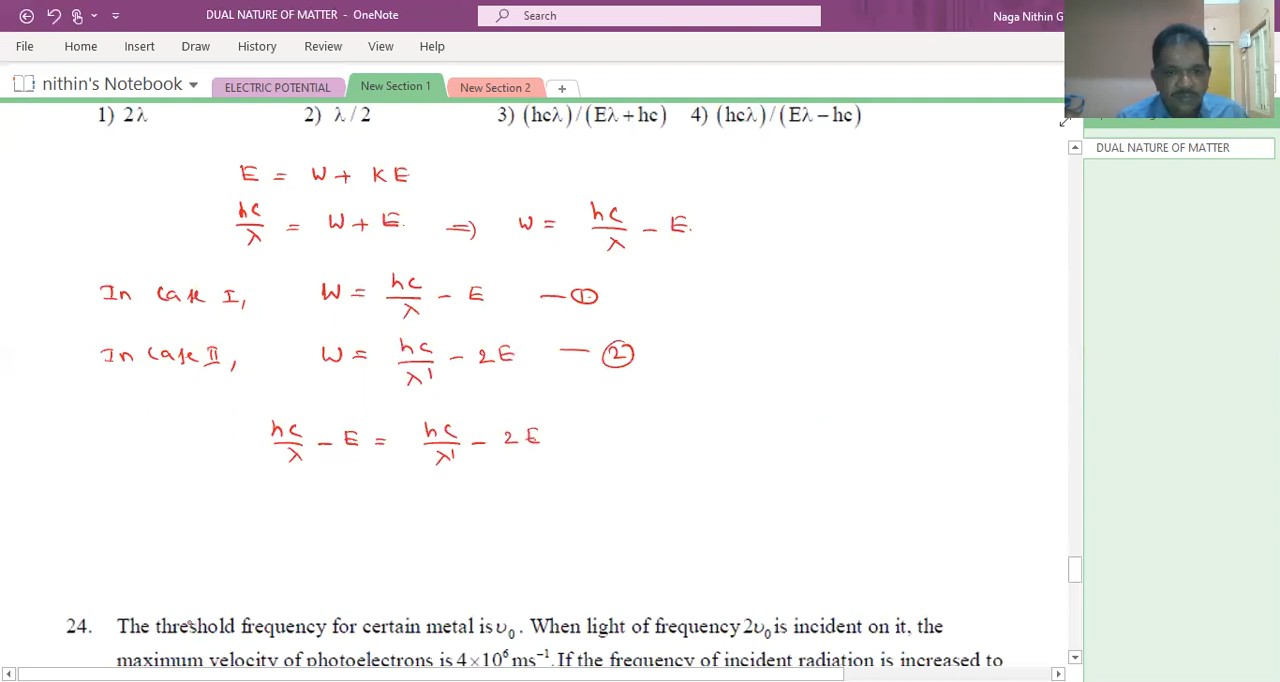 DUAL NATURE OF MATTER - OneNote
Search
Naga Nithin G
File Home Insert Draw History Review View Help
nithin's Notebook
ELECTRIC POTENTIAL New Section 1 New Section 2 +
DUAL NATURE OF MATTER
1) 2λ 2) λ / 2 3) (hcλ) / (Eλ + hc) 4) (hcλ) / (Eλ − hc)
E = W + KE
hc/λ = W + E. ⇒ W = hc/λ − E.
In case I, W = hc/λ − E — ①
In case II, W = hc/λ' − 2E — ②
hc/λ − E = hc/λ' − 2E
24. The threshold frequency for certain metal is υ₀. When light of frequency 2υ₀ is incident on it, the
maximum velocity of photoelectrons is 4×10⁶ ms⁻¹. If the frequency of incident radiation is increased to